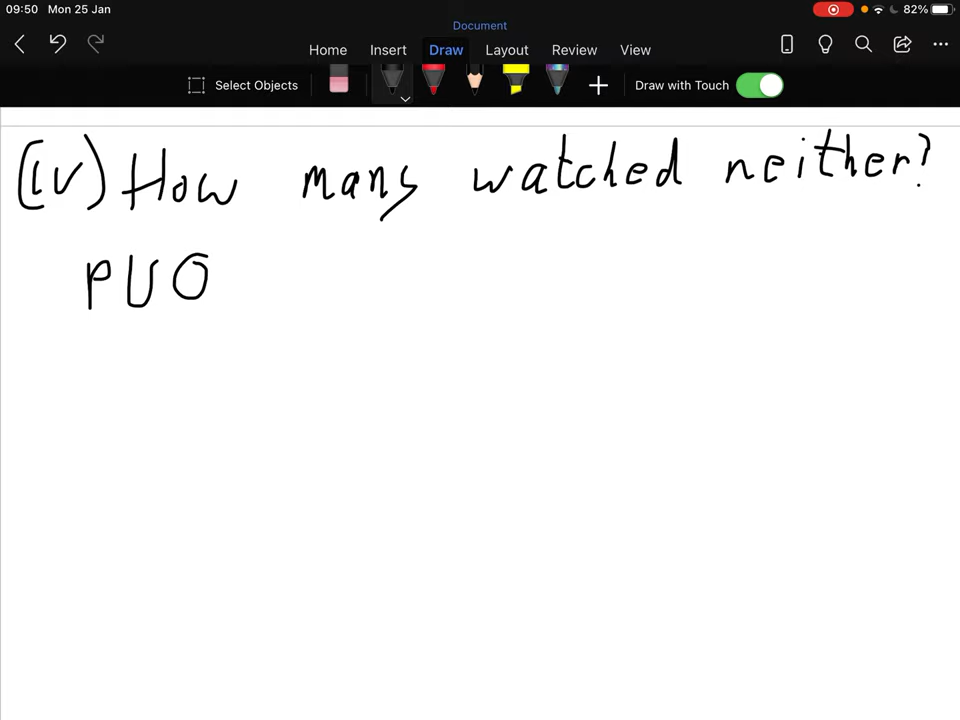 09:50 Mon 25 Jan 82%
Document
Home Insert Draw Layout Review View
Select Objects Draw with Touch
(iv) How many watched neither?
P U O